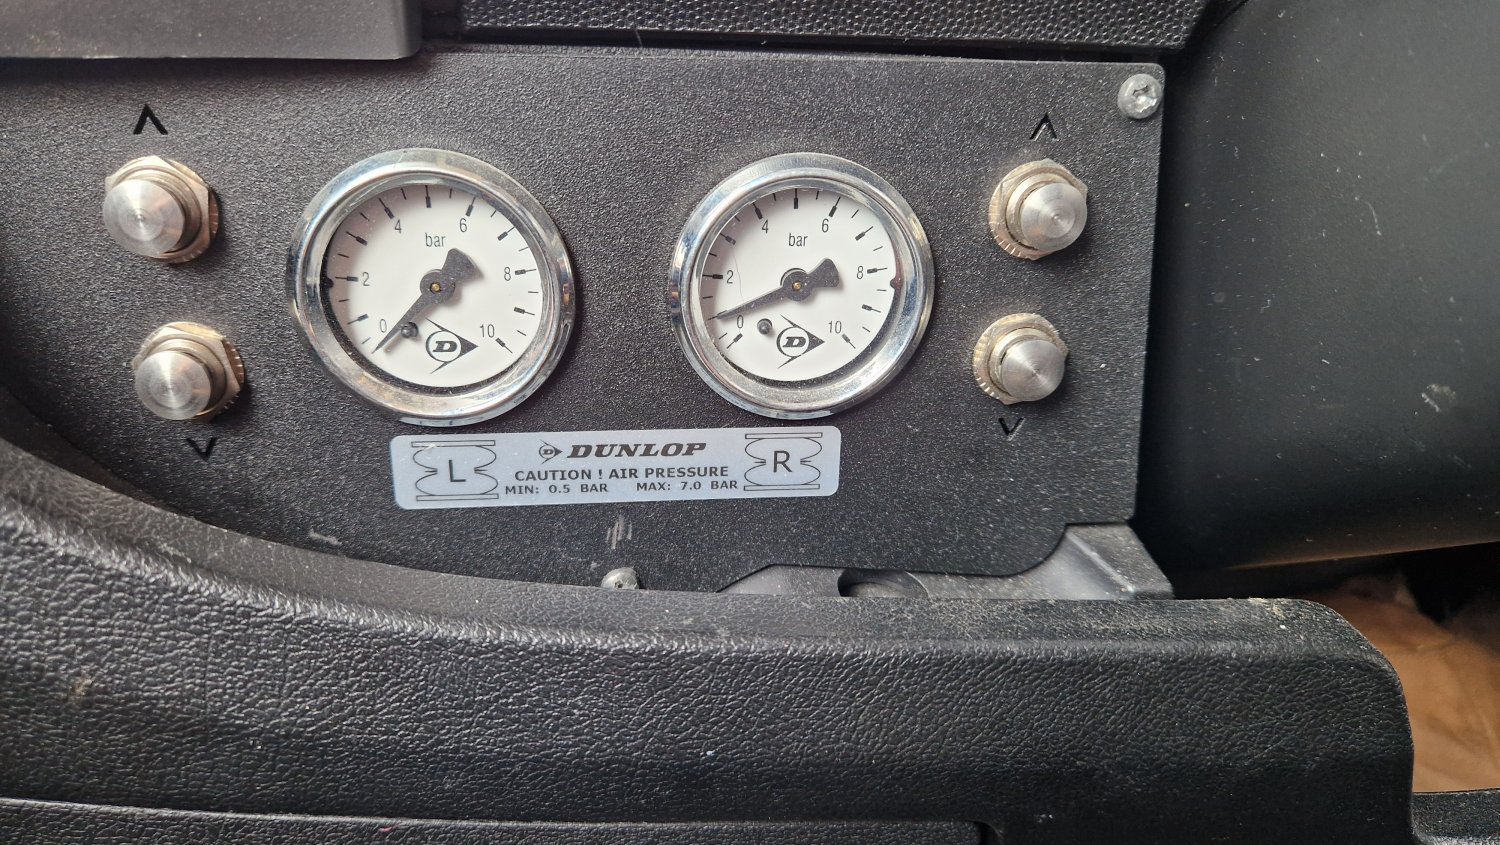 4 6
bar
2 8
0 10
D
4 6
bar
2 8
0 10
D
L
D DUNLOP
CAUTION ! AIR PRESSURE
MIN: 0.5 BAR MAX: 7.0 BAR
R